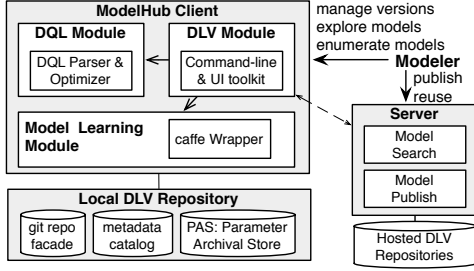 ModelHub Client
DQL Module
DQL Parser &
Optimizer
DLV Module
Command-line
& UI toolkit
Model Learning
Module
caffe Wrapper
Local DLV Repository
git repo
facade
metadata
catalog
PAS: Parameter
Archival Store
manage versions
explore models
enumerate models
Modeler
publish
reuse
Server
Model
Search
Model
Publish
Hosted DLV
Repositories